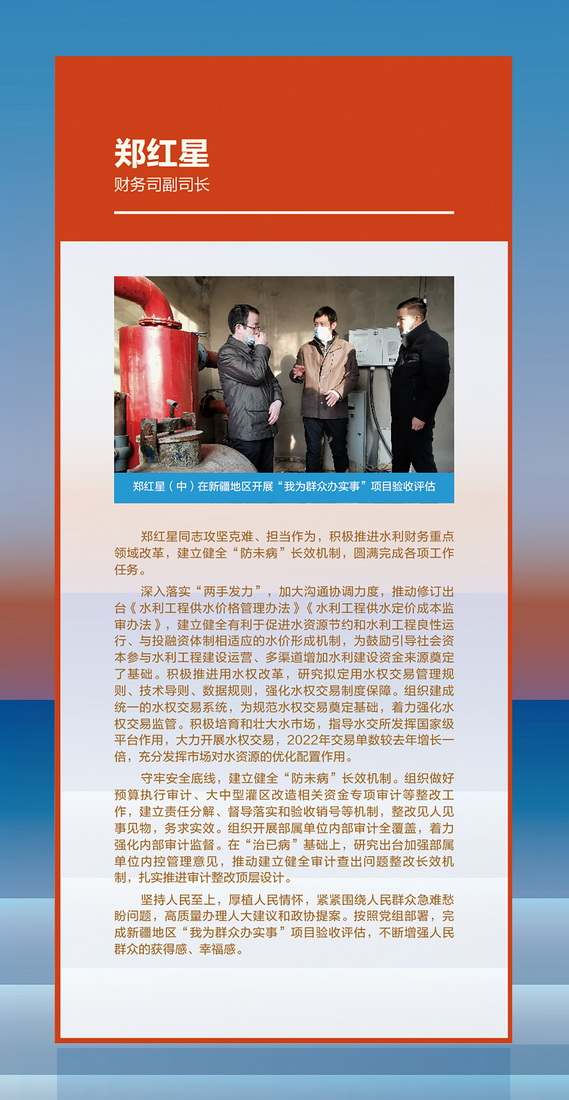 郑红星
财务司副司长
郑红星（中）在新疆地区开展“我为群众办实事”项目验收评估
郑红星同志攻坚克难、担当作为，积极推进水利财务重点
领域改革，建立健全“防未病”长效机制，圆满完成各项工作
任务。
深入落实“两手发力”，加大沟通协调力度，推动修订出
台《水利工程供水价格管理办法》《水利工程供水定价成本监
审办法》，建立健全有利于促进水资源节约和水利工程良性运
行、与投融资体制相适应的水价形成机制，为鼓励引导社会资
本参与水利工程建设运营、多渠道增加水利建设资金来源奠定
了基础。积极推进用水权改革，研究拟定用水权交易管理规
则、技术导则、数据规则，强化水权交易制度保障。组织建成
统一的水权交易系统，为规范水权交易奠定基础，着力强化水
权交易监管。积极培育和壮大水市场，指导水交所发挥国家级
平台作用，大力开展水权交易，2022年交易单数较去年增长一
倍，充分发挥市场对水资源的优化配置作用。
守牢安全底线，建立健全“防未病”长效机制。组织做好
预算执行审计、大中型灌区改造相关资金专项审计等整改工
作，建立责任分解、督导落实和验收销号等机制，整改见人见
事见物，务求实效。组织开展部属单位内部审计全覆盖，着力
强化内部审计监督。在“治已病”基础上，研究出台加强部属
单位内控管理意见，推动建立健全审计查出问题整改长效机
制，扎实推进审计整改顶层设计。
坚持人民至上，厚植人民情怀，紧紧围绕人民群众急难愁
盼问题，高质量办理人大建议和政协提案。按照党组部署，完
成新疆地区“我为群众办实事”项目验收评估，不断增强人民
群众的获得感、幸福感。